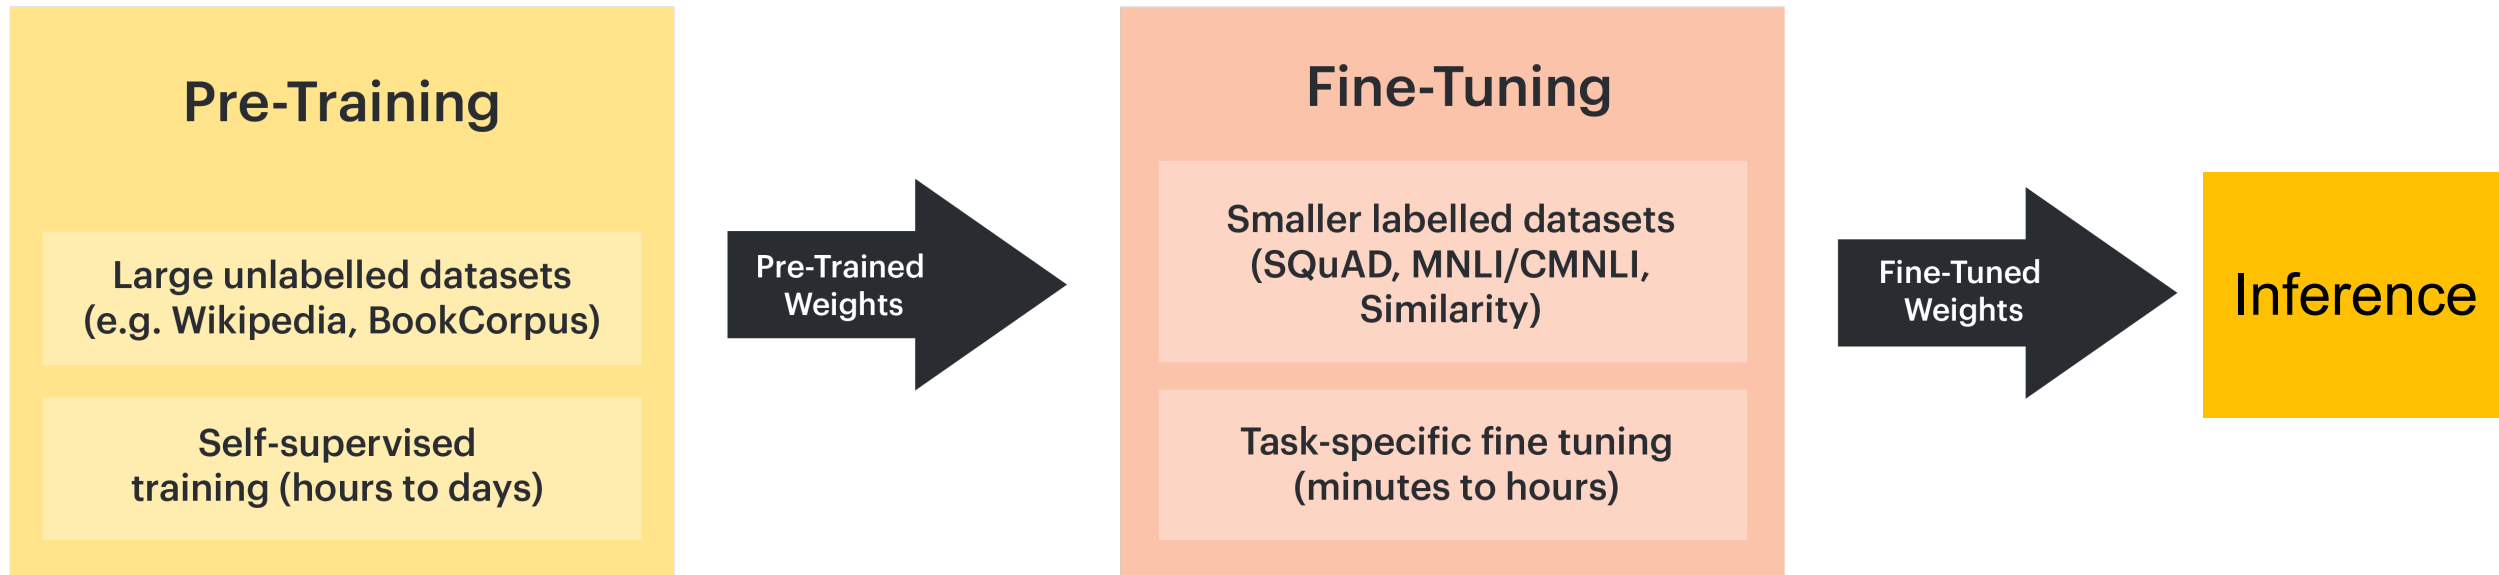 Pre-Training
Large unlabelled datasets
(e.g. Wikipedia, BookCorpus)
Self-supervised
training (hours to days)
Pre-Trained
Weights
Fine-Tuning
Smaller labelled datasets
(SQuAD, MNLI/CMNLI,
Similarity)
Task-specific fine tuning
(minutes to hours)
Fine-Tuned
Weights
Inference